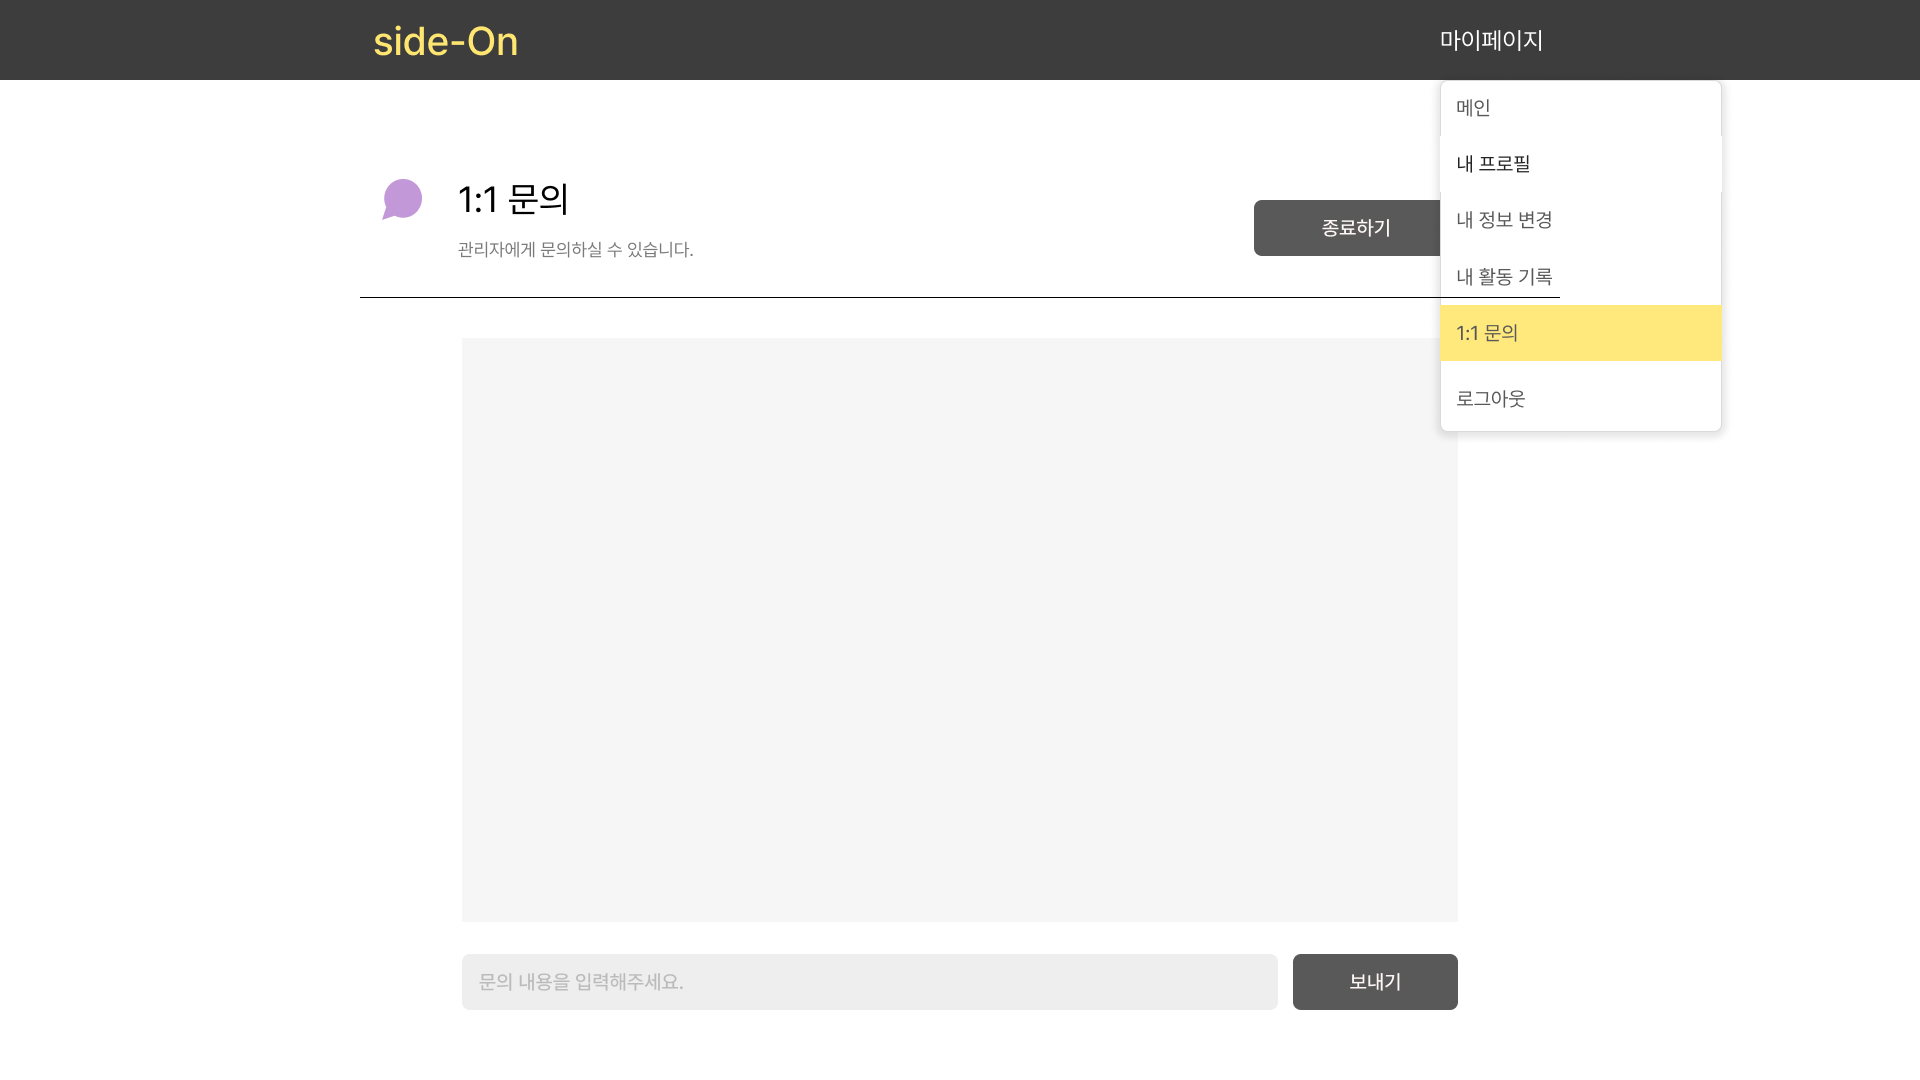 side-On
마이페이지
메인
내 프로필
내 정보 변경
내 활동 기록
1:1 문의
로그아웃
1:1 문의
관리자에게 문의하실 수 있습니다.
종료하기
문의 내용을 입력해주세요.
보내기